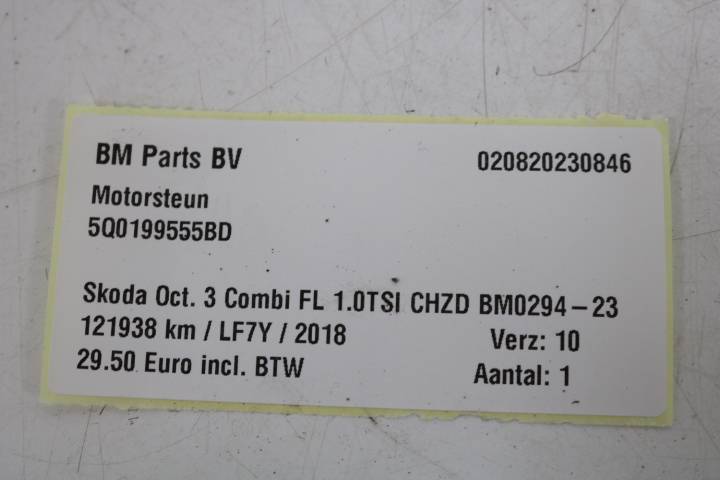 BM Parts BV 020820230846
Motorsteun
5Q0199555BD
Skoda Oct. 3 Combi FL 1.0TSI CHZD BM0294-23
121938 km / LF7Y / 2018 Verz: 10
29.50 Euro incl. BTW Aantal: 1